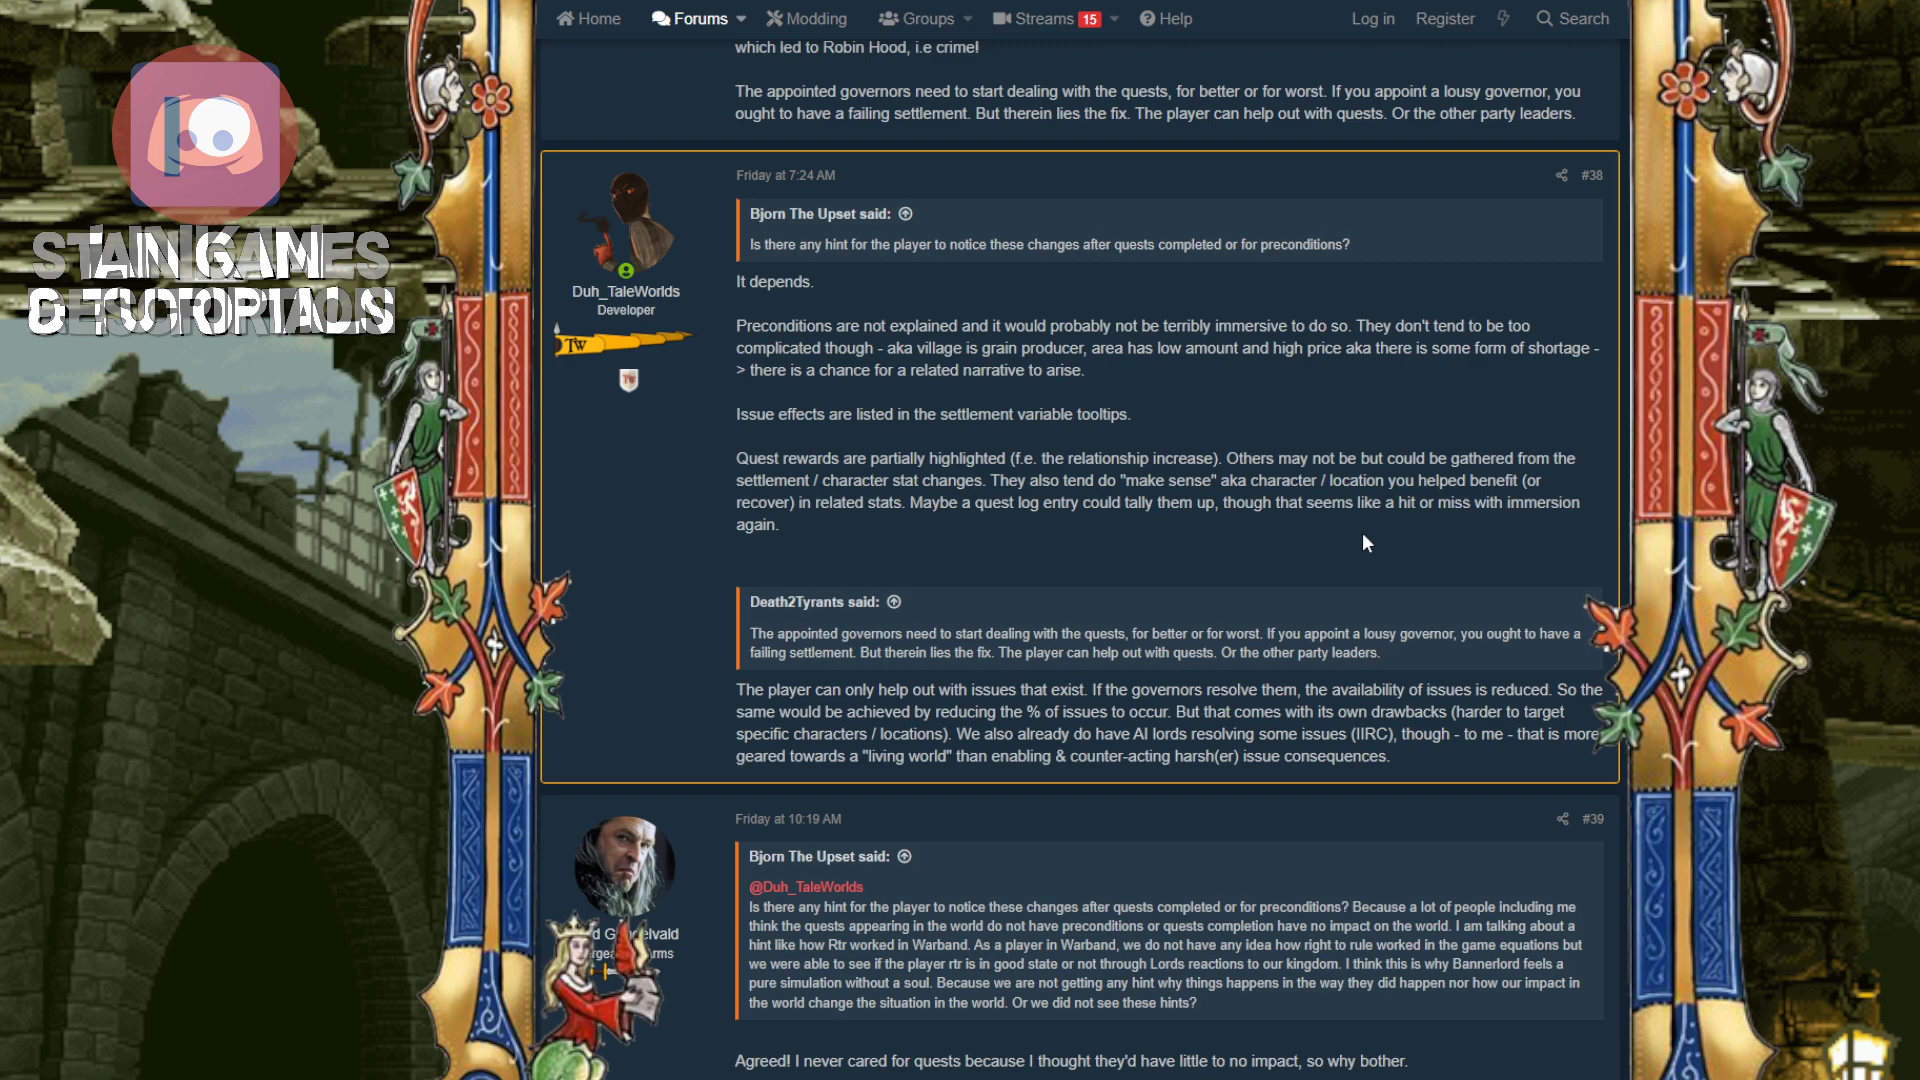 Home Forums Modding Groups Streams 15 Help Log in Register Search
which led to Robin Hood, i.e crime!
The appointed governors need to start dealing with the quests, for better or for worst. If you appoint a lousy governor, you
ought to have a failing settlement. But therein lies the fix. The player can help out with quests. Or the other party leaders.
Friday at 7:24 AM #38
Bjorn The Upset said:
Is there any hint for the player to notice these changes after quests completed or for preconditions?
It depends.
Duh_TaleWorlds
Developer
TW
Preconditions are not explained and it would probably not be terribly immersive to do so. They don't tend to be too
complicated though - aka village is grain producer, area has low amount and high price aka there is some form of shortage -
> there is a chance for a related narrative to arise.
Issue effects are listed in the settlement variable tooltips.
Quest rewards are partially highlighted (f.e. the relationship increase). Others may not be but could be gathered from the
settlement / character stat changes. They also tend do "make sense" aka character / location you helped benefit (or
recover) in related stats. Maybe a quest log entry could tally them up, though that seems like a hit or miss with immersion
again.
Death2Tyrants said:
The appointed governors need to start dealing with the quests, for better or for worst. If you appoint a lousy governor, you ought to have a
failing settlement. But therein lies the fix. The player can help out with quests. Or the other party leaders.
The player can only help out with issues that exist. If the governors resolve them, the availability of issues is reduced. So the
same would be achieved by reducing the % of issues to occur. But that comes with its own drawbacks (harder to target
specific characters / locations). We also already do have AI lords resolving some issues (IIRC), though - to me - that is more
geared towards a "living world" than enabling & counter-acting harsh(er) issue consequences.
Friday at 10:19 AM #39
Bjorn The Upset said:
@Duh_TaleWorlds
Is there any hint for the player to notice these changes after quests completed or for preconditions? Because a lot of people including me
think the quests appearing in the world do not have preconditions or quests completion have no impact on the world. I am talking about a
hint like how Rtr worked in Warband. As a player in Warband, we do not have any idea how right to rule worked in the game equations but
we were able to see if the player rtr is in good state or not through Lords reactions to our kingdom. I think this is why Bannerlord feels a
pure simulation without a soul. Because we are not getting any hint why things happens in the way they did happen nor how our impact in
the world change the situation in the world. Or we did not see these hints?
Agreed! I never cared for quests because I thought they'd have little to no impact, so why bother.